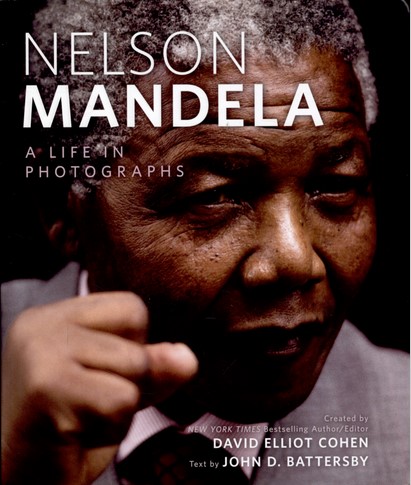 NELSON
MANDELA
A LIFE IN
PHOTOGRAPHS
Created by
NEW YORK TIMES Bestselling Author/Editor
DAVID ELLIOT COHEN
Text by JOHN D. BATTERSBY